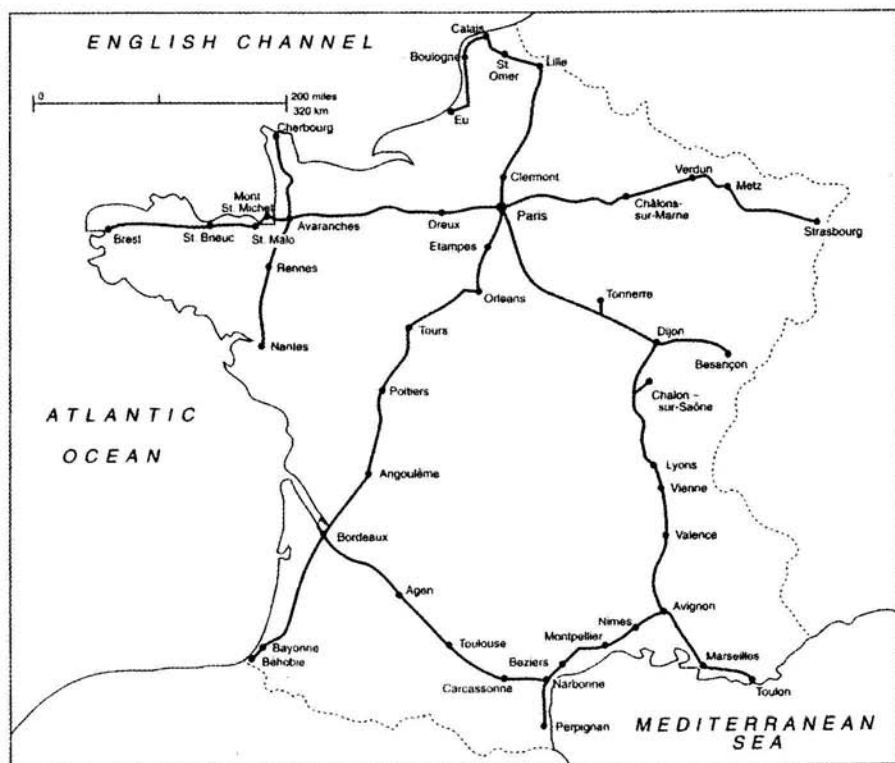 ENGLISH CHANNEL
0
200 miles
320 km
Calais
Boulogne
St.
Omer
Lille
Eu
Cherbourg
Clermont
Verdun
Metz
Mont
St. Michel
Avaranches
Dreux
Paris
Châlons-
sur-Marne
Strasbourg
Brest
St. Brieuc
St. Malo
Etampes
Rennes
Orleans
Tonnerre
Tours
Dijon
Nantes
Besançon
Poitiers
Chalon -
sur-Saône
ATLANTIC
OCEAN
Lyons
Angoulême
Vienne
Bordeaux
Valence
Agen
Avignon
Nimes
Montpellier
Toulouse
Bayonne
Béhobie
Beziers
Marseilles
Carcassonne
Narbonne
Toulon
Perpignan
MEDITERRANEAN
SEA